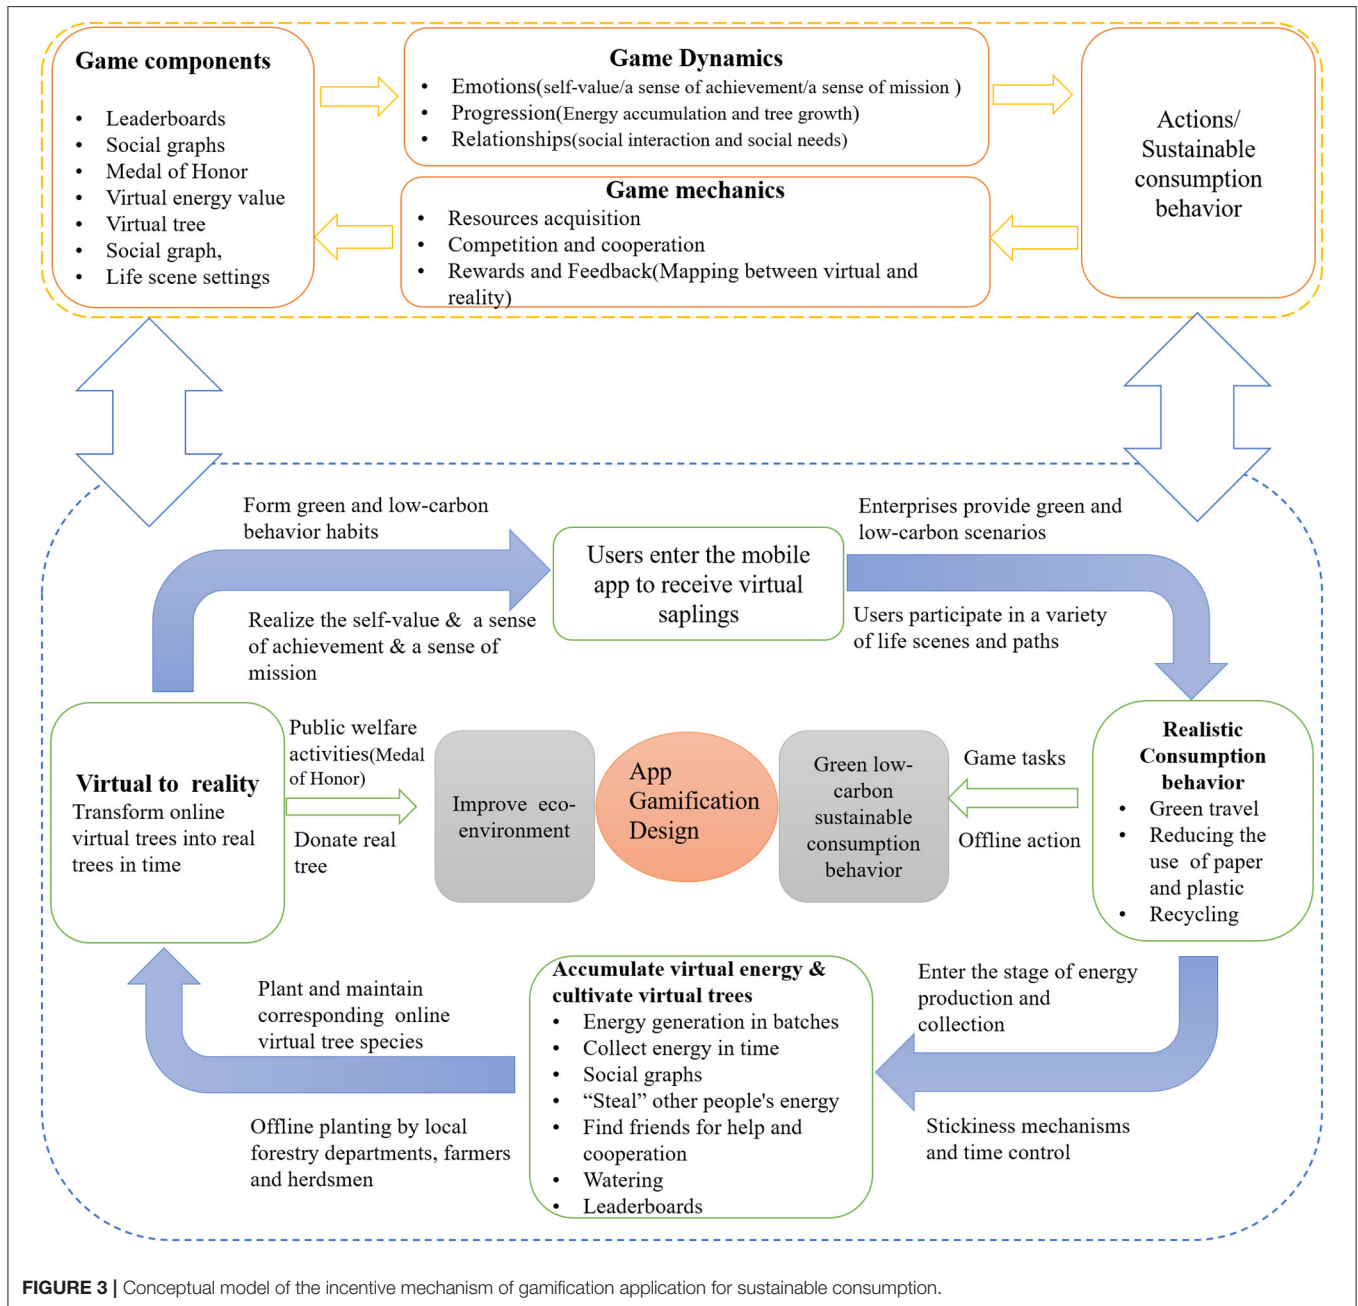 Game components
• Leaderboards
• Social graphs
• Medal of Honor
• Virtual energy value
• Virtual tree
• Social graph,
• Life scene settings
Game Dynamics
• Emotions(self-value/a sense of achievement/a sense of mission )
• Progression(Energy accumulation and tree growth)
• Relationships(social interaction and social needs)
Game mechanics
• Resources acquisition
• Competition and cooperation
• Rewards and Feedback(Mapping between virtual and
reality)
Actions/
Sustainable
consumption
behavior
Form green and low-carbon
behavior habits
Realize the self-value & a sense
of achievement & a sense of
mission
Users enter the mobile
app to receive virtual
saplings
Enterprises provide green and
low-carbon scenarios
Users participate in a variety
of life scenes and paths
Virtual to reality
Transform online
virtual trees into real
trees in time
Public welfare
activities(Medal
of Honor)
Donate real
tree
Improve eco-
environment
App
Gamification
Design
Green low-
carbon
sustainable
consumption
behavior
Game tasks
Offline action
Realistic
Consumption
behavior
• Green travel
• Reducing the
use of paper
and plastic
• Recycling
Plant and maintain
corresponding online
virtual tree species
Offline planting by local
forestry departments, farmers
and herdsmen
Accumulate virtual energy &
cultivate virtual trees
• Energy generation in batches
• Collect energy in time
• Social graphs
• “Steal” other people's energy
• Find friends for help and
cooperation
• Watering
• Leaderboards
Enter the stage of energy
production and
collection
Stickiness mechanisms
and time control
FIGURE 3 | Conceptual model of the incentive mechanism of gamification application for sustainable consumption.